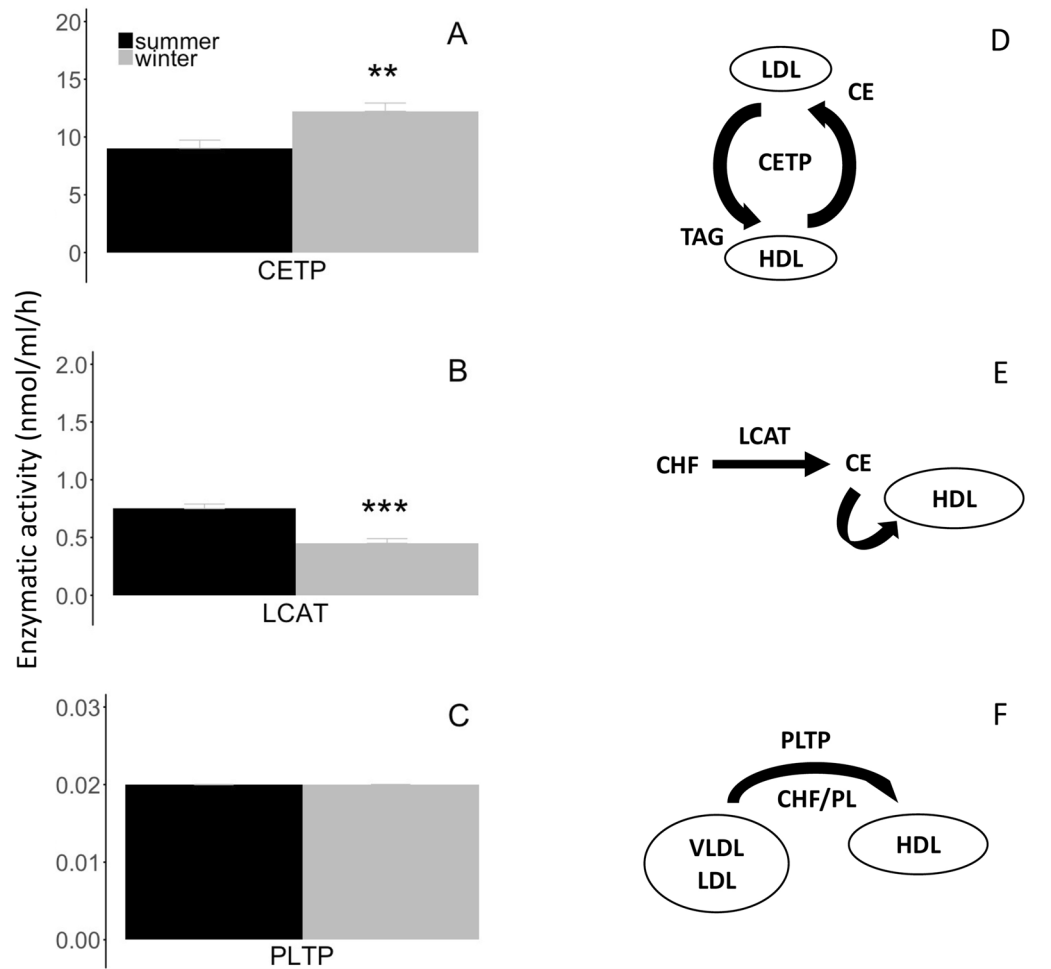 Enzymatic activity (nmol/ml/h)
A
20
15
10
5
0
summer
winter
**
CETP
D
LDL
CE
CETP
TAG
HDL
B
2.0
1.5
1.0
0.5
0.0
***
LCAT
E
LCAT
CHF
CE
HDL
C
0.03
0.02
0.01
0.00
PLTP
F
PLTP
CHF/PL
VLDL
LDL
HDL